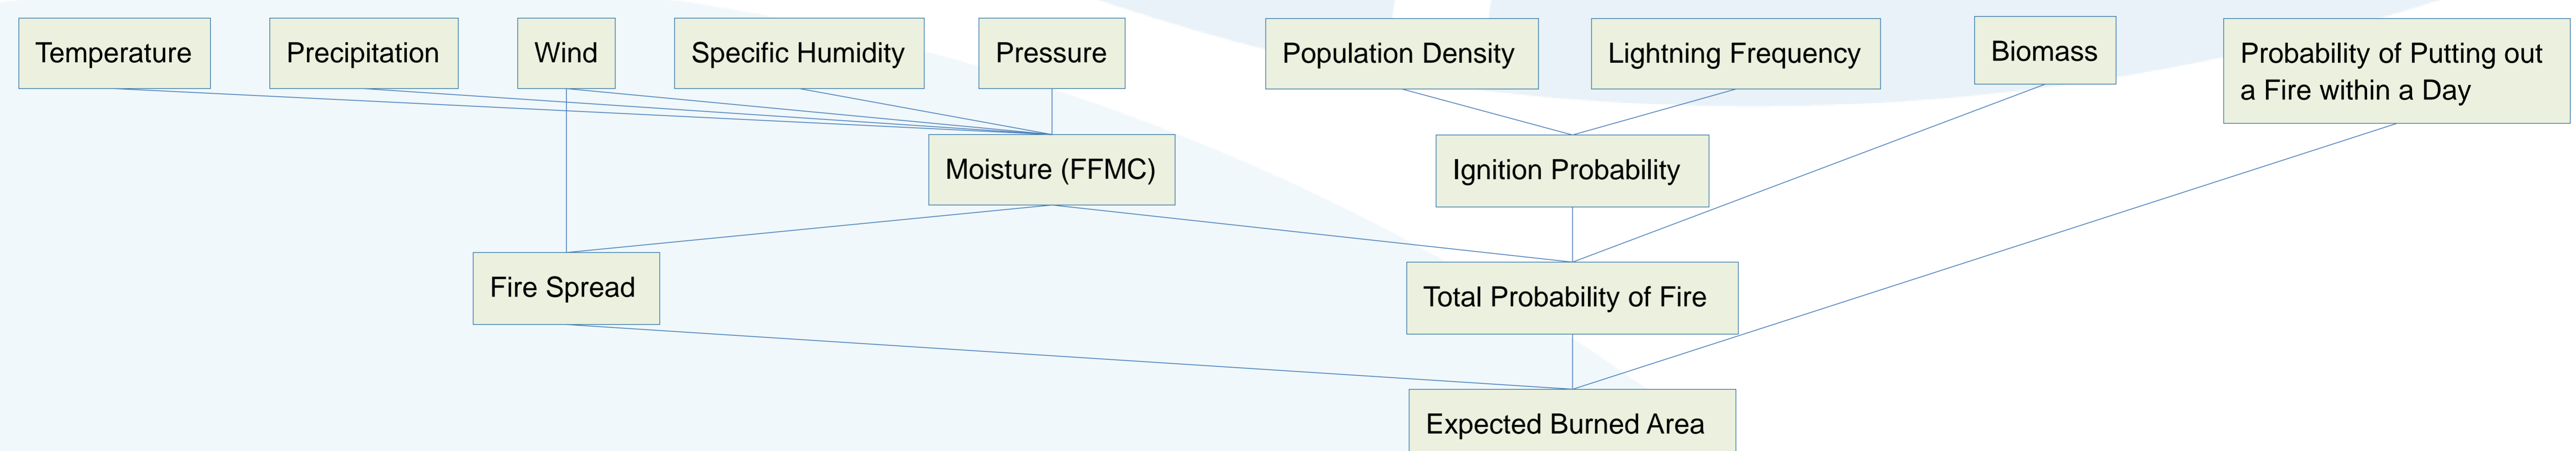 Temperature
Precipitation
Wind
Specific Humidity
Pressure
Population Density
Lightning Frequency
Biomass
Probability of Putting out
a Fire within a Day
Moisture (FFMC)
Ignition Probability
Fire Spread
Total Probability of Fire
Expected Burned Area